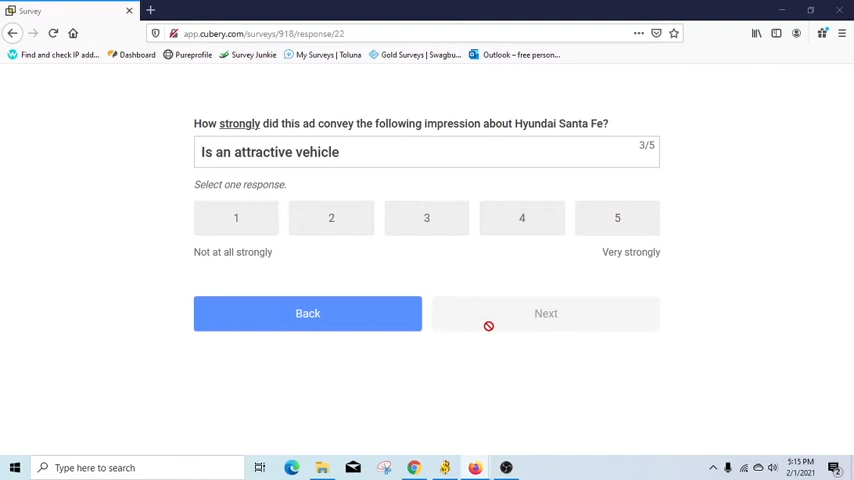 Survey
app.cubery.com/surveys/918/response/22
Find and check IP add... Dashboard Pureprofile Survey Junkie My Surveys | Toluna Gold Surveys | Swagbu... Outlook – free person...
How strongly did this ad convey the following impression about Hyundai Santa Fe?
Is an attractive vehicle 3/5
Select one response.
1 2 3 4 5
Not at all strongly Very strongly
Back Next
Type here to search
5:15 PM
2/1/2021
2